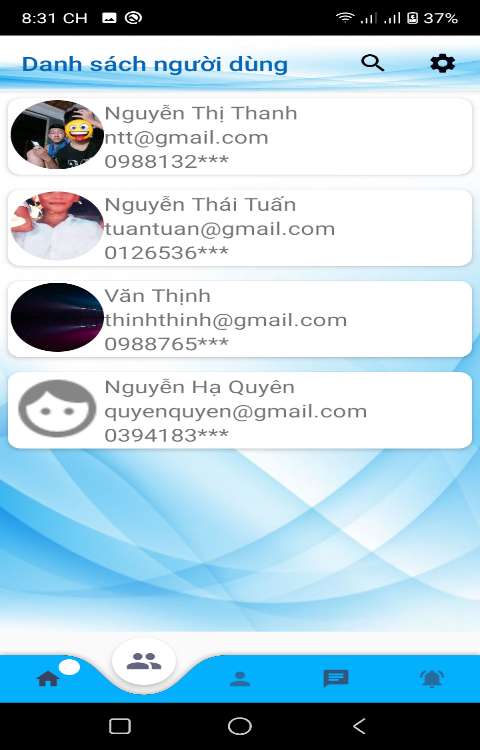 8:31 CH
37%
Danh sách người dùng
Nguyễn Thị Thanh
ntt@gmail.com
0988132***
Nguyễn Thái Tuấn
tuantuan@gmail.com
0126536***
Văn Thịnh
thinhthinh@gmail.com
0988765***
Nguyễn Hạ Quyên
quyenquyen@gmail.com
0394183***